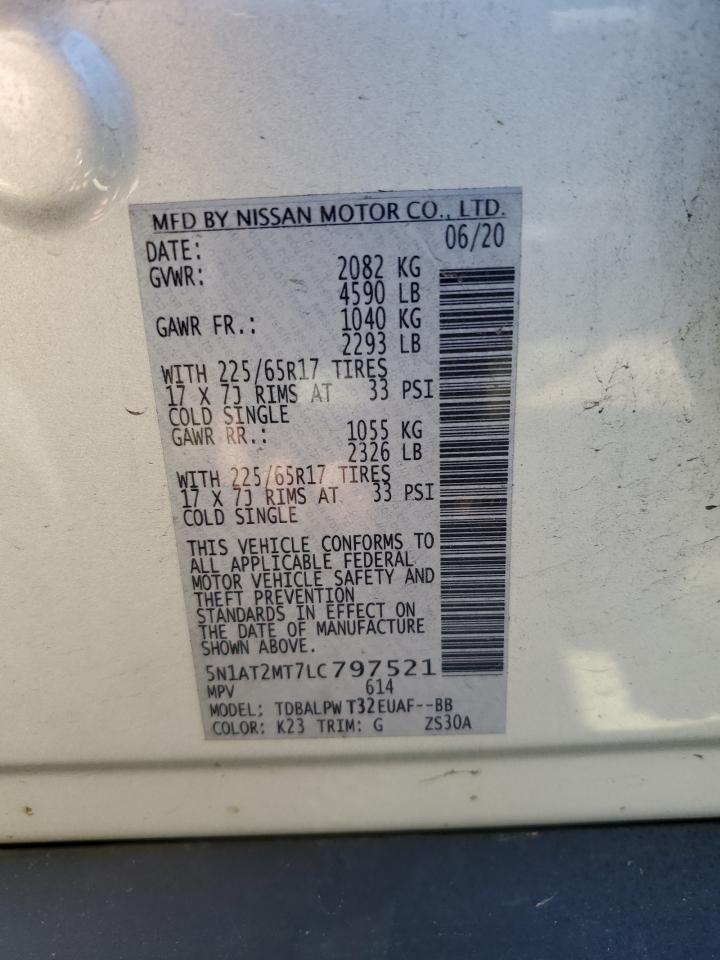 MFD BY NISSAN MOTOR CO., LTD.
DATE: 06/20
GVWR: 2082 KG
4590 LB
GAWR FR.: 1040 KG
2293 LB
WITH 225/65R17 TIRES
17 X 7J RIMS AT 33 PSI
COLD SINGLE
GAWR RR.: 1055 KG
2326 LB
WITH 225/65R17 TIRES
17 X 7J RIMS AT 33 PSI
COLD SINGLE
THIS VEHICLE CONFORMS TO
ALL APPLICABLE FEDERAL
MOTOR VEHICLE SAFETY AND
THEFT PREVENTION
STANDARDS IN EFFECT ON
THE DATE OF MANUFACTURE
SHOWN ABOVE.
5N1AT2MT7LC797521
MPV 614
MODEL: TDBALPW T32EUAF--BB
COLOR: K23 TRIM: G ZS30A